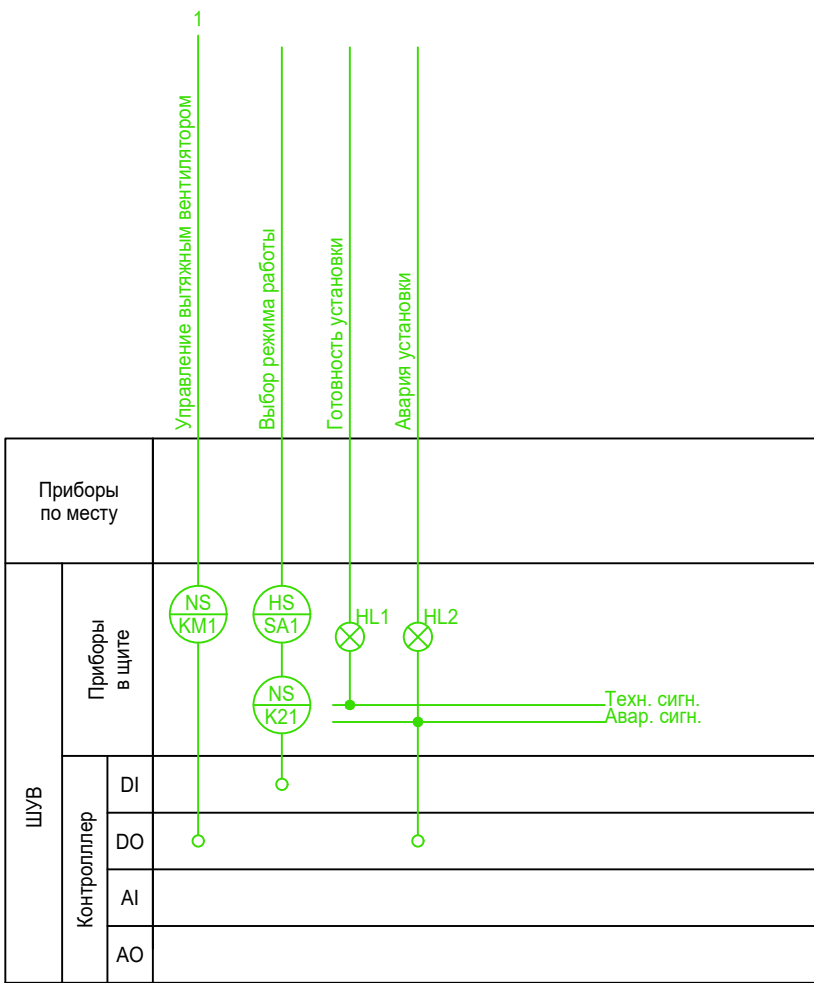 1
Управление вытяжным вентилятором
Выбор режима работы
Готовность установки
Авария установки
Приборы
по месту
ШУВ
Приборы
в щите
NS
KM1
HS
SA1
HL1
HL2
NS
K21
Техн. сигн.
Авар. сигн.
Контролллер
DI
DO
AI
AO